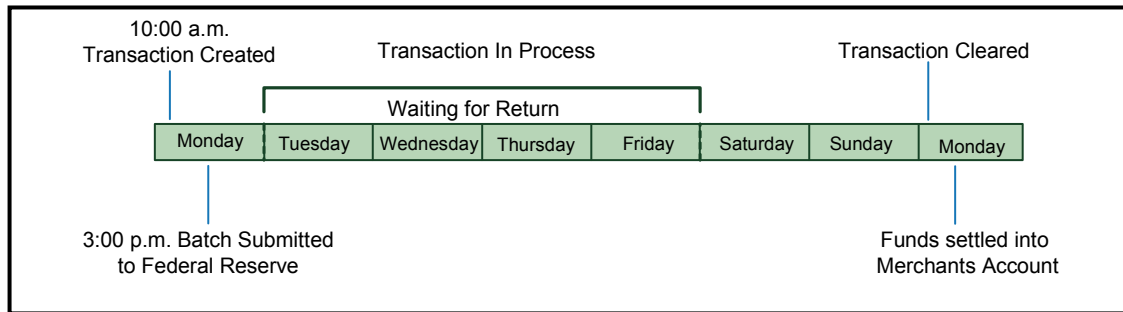 10:00 a.m.
Transaction Created
Transaction In Process
Transaction Cleared
Waiting for Return
Monday Tuesday Wednesday Thursday Friday Saturday Sunday Monday
3:00 p.m. Batch Submitted
to Federal Reserve
Funds settled into
Merchants Account